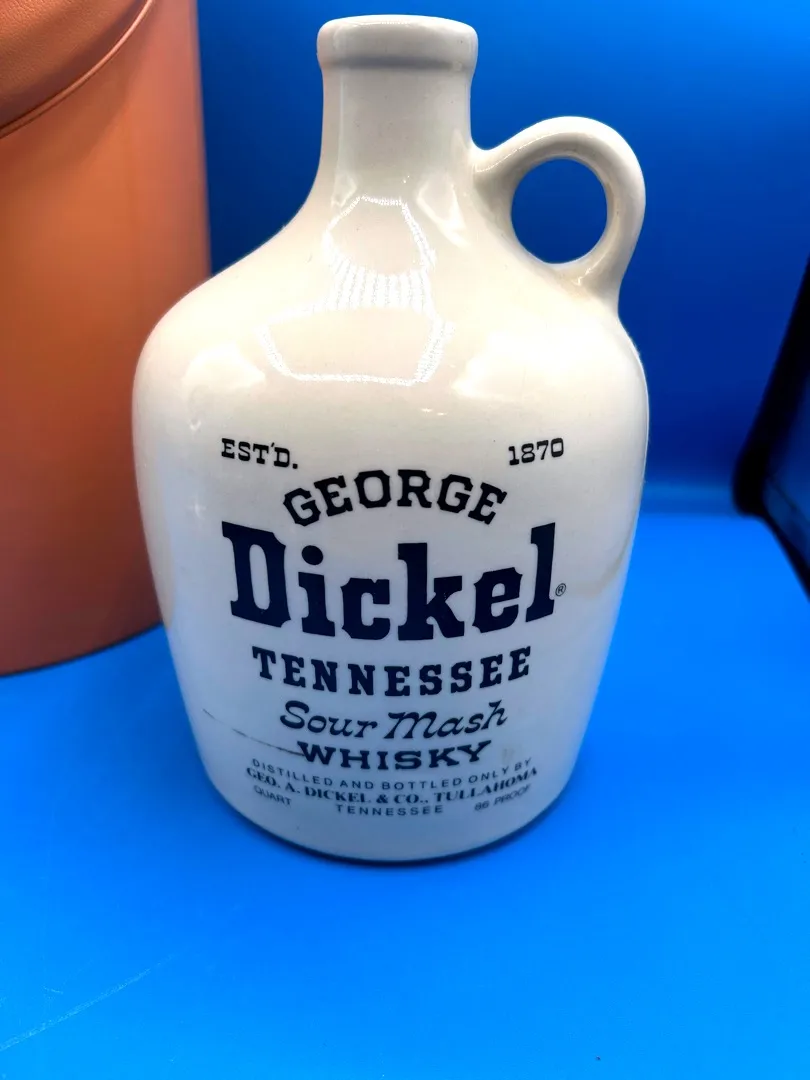 EST'D. 1870
GEORGE
Dickel®
TENNESSEE
Sour Mash
WHISKY
DISTILLED AND BOTTLED ONLY BY
GEO. A. DICKEL & CO., TULLAHOMA
QUART TENNESSEE 86 PROOF